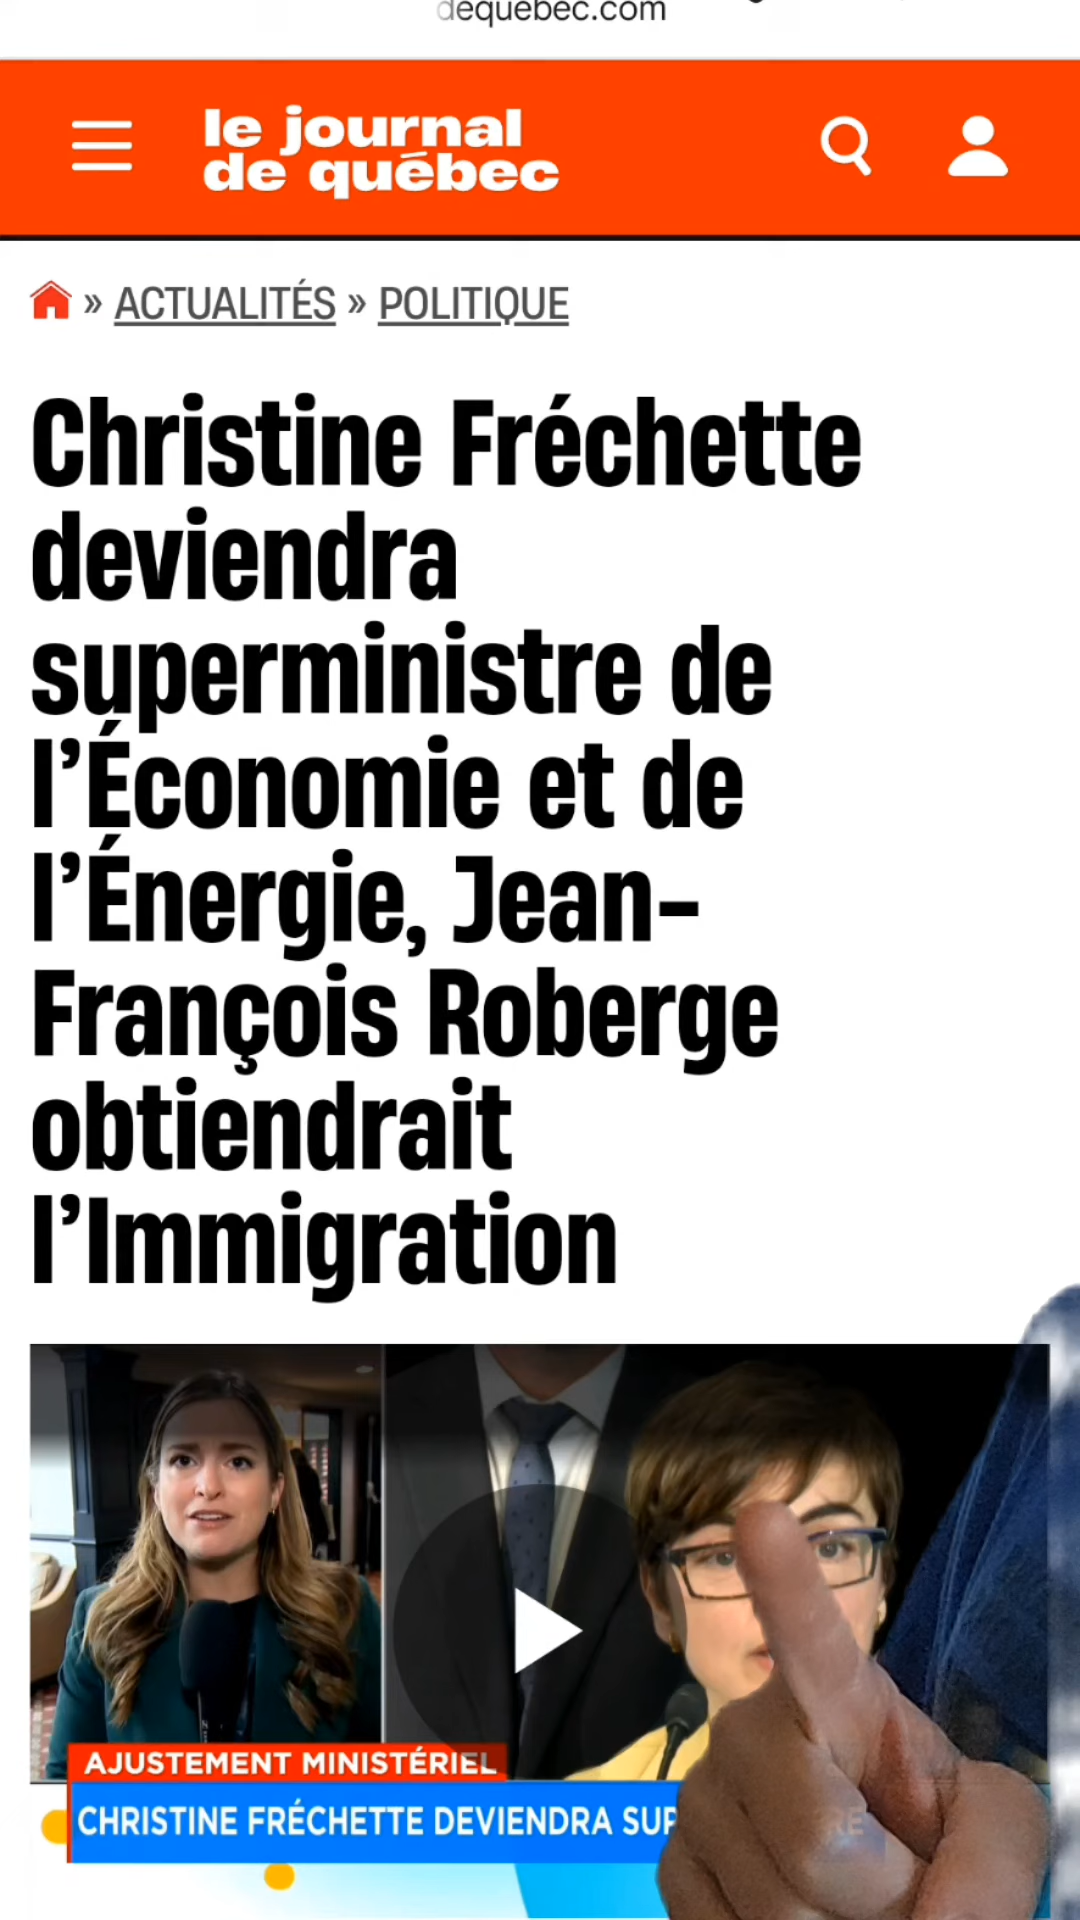 dequebec.com
le journal
de québec
» ACTUALITÉS » POLITIQUE
Christine Fréchette
deviendra
superministre de
l’Économie et de
l’Énergie, Jean-
François Roberge
obtiendrait
l’Immigration
AJUSTEMENT MINISTÉRIEL
CHRISTINE FRÉCHETTE DEVIENDRA